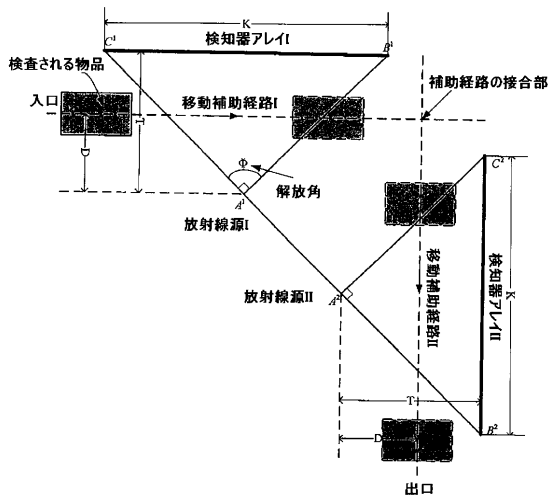 K
C¹
B¹
検知器アレイI
検査される物品
入口
移動補助経路I
補助経路の接合部
T
D
Φ
解放角
A¹
放射線源I
C²
放射線源II
A²
移動補助経路II
検知器アレイII
K
T
D
B²
出口